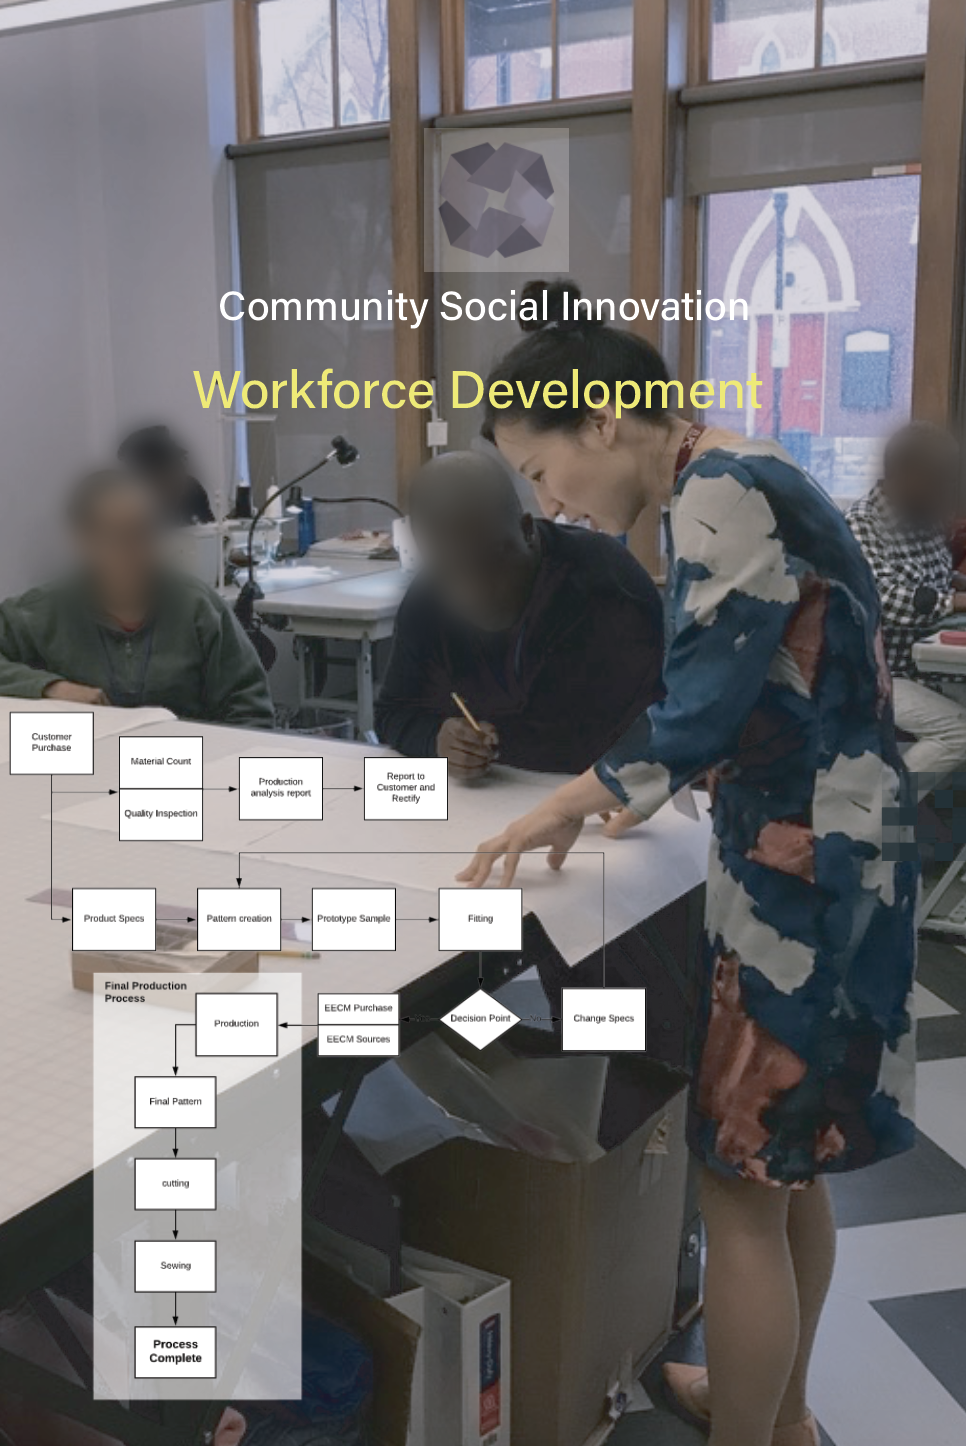 Community Social Innovation
Workforce Development
Customer
Purchase
Material Count
Quality Inspection
Production
analysis report
Report to
Customer and
Rectify
Product Specs
Pattern creation
Prototype Sample
Fitting
Final Production
Process
Production
EECM Purchase
EECM Sources
Decision Point
Change Specs
Final Pattern
cutting
Sewing
Process
Complete